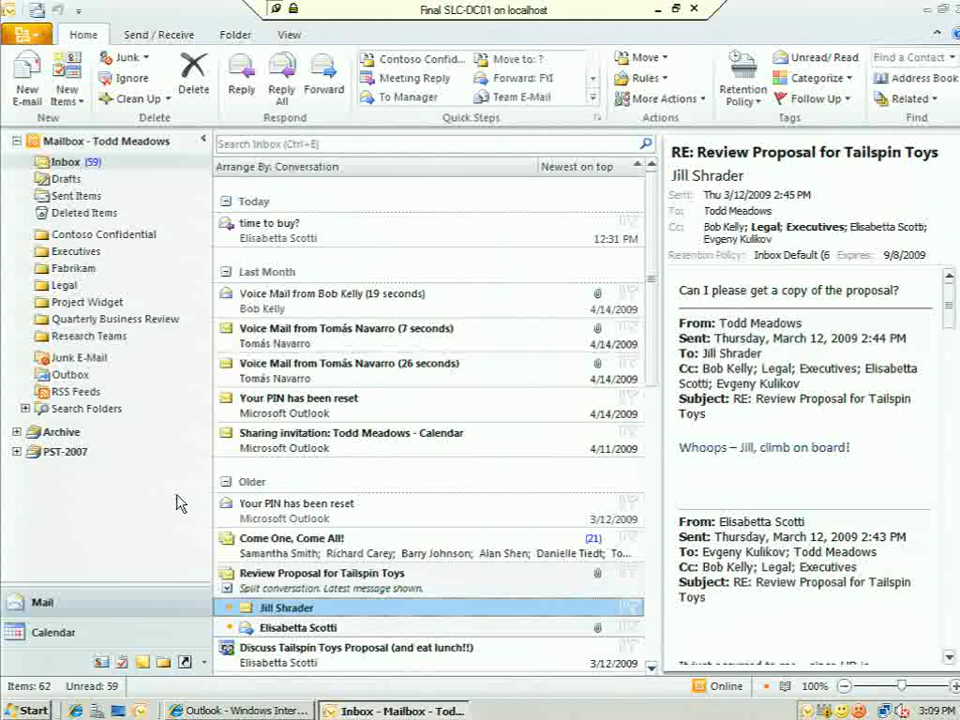 Final SLC-DC01 on localhost
Home
Send / Receive
Folder
View
New E-mail
New Items
New
Junk
Ignore
Clean Up
Delete
Delete
Reply
Reply All
Forward
Respond
Contoso Confid...
Meeting Reply
To Manager
Move to: ?
Forward: FYI
Team E-Mail
Quick Steps
Move
Rules
More Actions
Actions
Retention Policy
Unread/Read
Categorize
Follow Up
Tags
Find a Contact
Address Book
Related
Find
Mailbox - Todd Meadows
Inbox (59)
Drafts
Sent Items
Deleted Items
Contoso Confidential
Executives
Fabrikam
Legal
Project Widget
Quarterly Business Review
Research Teams
Junk E-Mail
Outbox
RSS Feeds
Search Folders
Archive
PST-2007
Mail
Calendar
Search Inbox (Ctrl+E)
Arrange By: Conversation
Newest on top
Today
time to buy?
Elisabetta Scotti 12:31 PM
Last Month
Voice Mail from Bob Kelly (19 seconds)
Bob Kelly 4/14/2009
Voice Mail from Tomás Navarro (7 seconds)
Tomás Navarro 4/14/2009
Voice Mail from Tomás Navarro (26 seconds)
Tomás Navarro 4/14/2009
Your PIN has been reset
Microsoft Outlook 4/14/2009
Sharing invitation: Todd Meadows - Calendar
Microsoft Outlook 4/11/2009
Older
Your PIN has been reset
Microsoft Outlook 3/12/2009
Come One, Come All! (21)
Samantha Smith; Richard Carey; Barry Johnson; Alan Shen; Danielle Tiedt; To...
Review Proposal for Tailspin Toys
Split conversation. Latest message shown.
Jill Shrader
Elisabetta Scotti
Discuss Tailspin Toys Proposal (and eat lunch!!)
Elisabetta Scotti 3/12/2009
RE: Review Proposal for Tailspin Toys
Jill Shrader
Sent: Thu 3/12/2009 2:45 PM
To: Todd Meadows
Cc: Bob Kelly; Legal; Executives; Elisabetta Scotti;
Evgeny Kulikov
Retention Policy: Inbox Default (6 Expires: 9/8/2009
Can I please get a copy of the proposal?
From: Todd Meadows
Sent: Thursday, March 12, 2009 2:44 PM
To: Jill Shrader
Cc: Bob Kelly; Legal; Executives; Elisabetta
Scotti; Evgeny Kulikov
Subject: RE: Review Proposal for Tailspin
Toys
Whoops – Jill, climb on board!
From: Elisabetta Scotti
Sent: Thursday, March 12, 2009 2:43 PM
To: Evgeny Kulikov; Todd Meadows
Cc: Bob Kelly; Legal; Executives
Subject: RE: Review Proposal for Tailspin
Toys
Items: 62 Unread: 59
Online
100%
Start
Outlook - Windows Inter...
Inbox - Mailbox - Tod...
3:09 PM